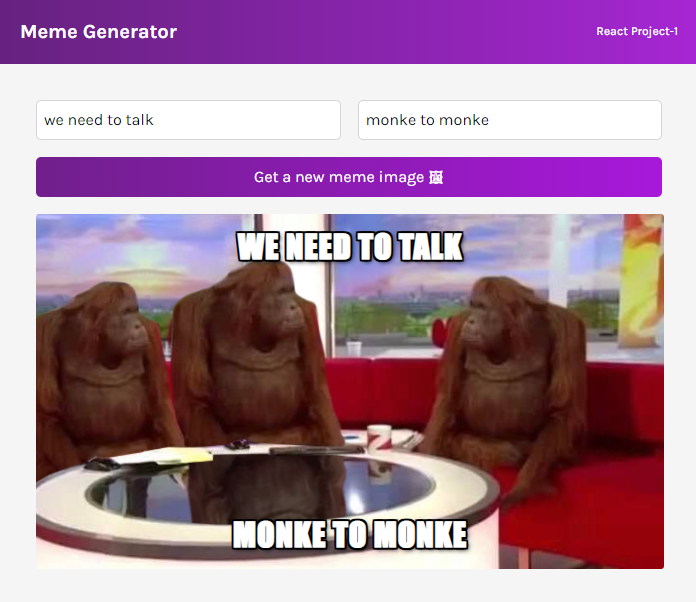 Meme Generator
React Project-1
we need to talk
monke to monke
Get a new meme image 🖼
WE NEED TO TALK
MONKE TO MONKE